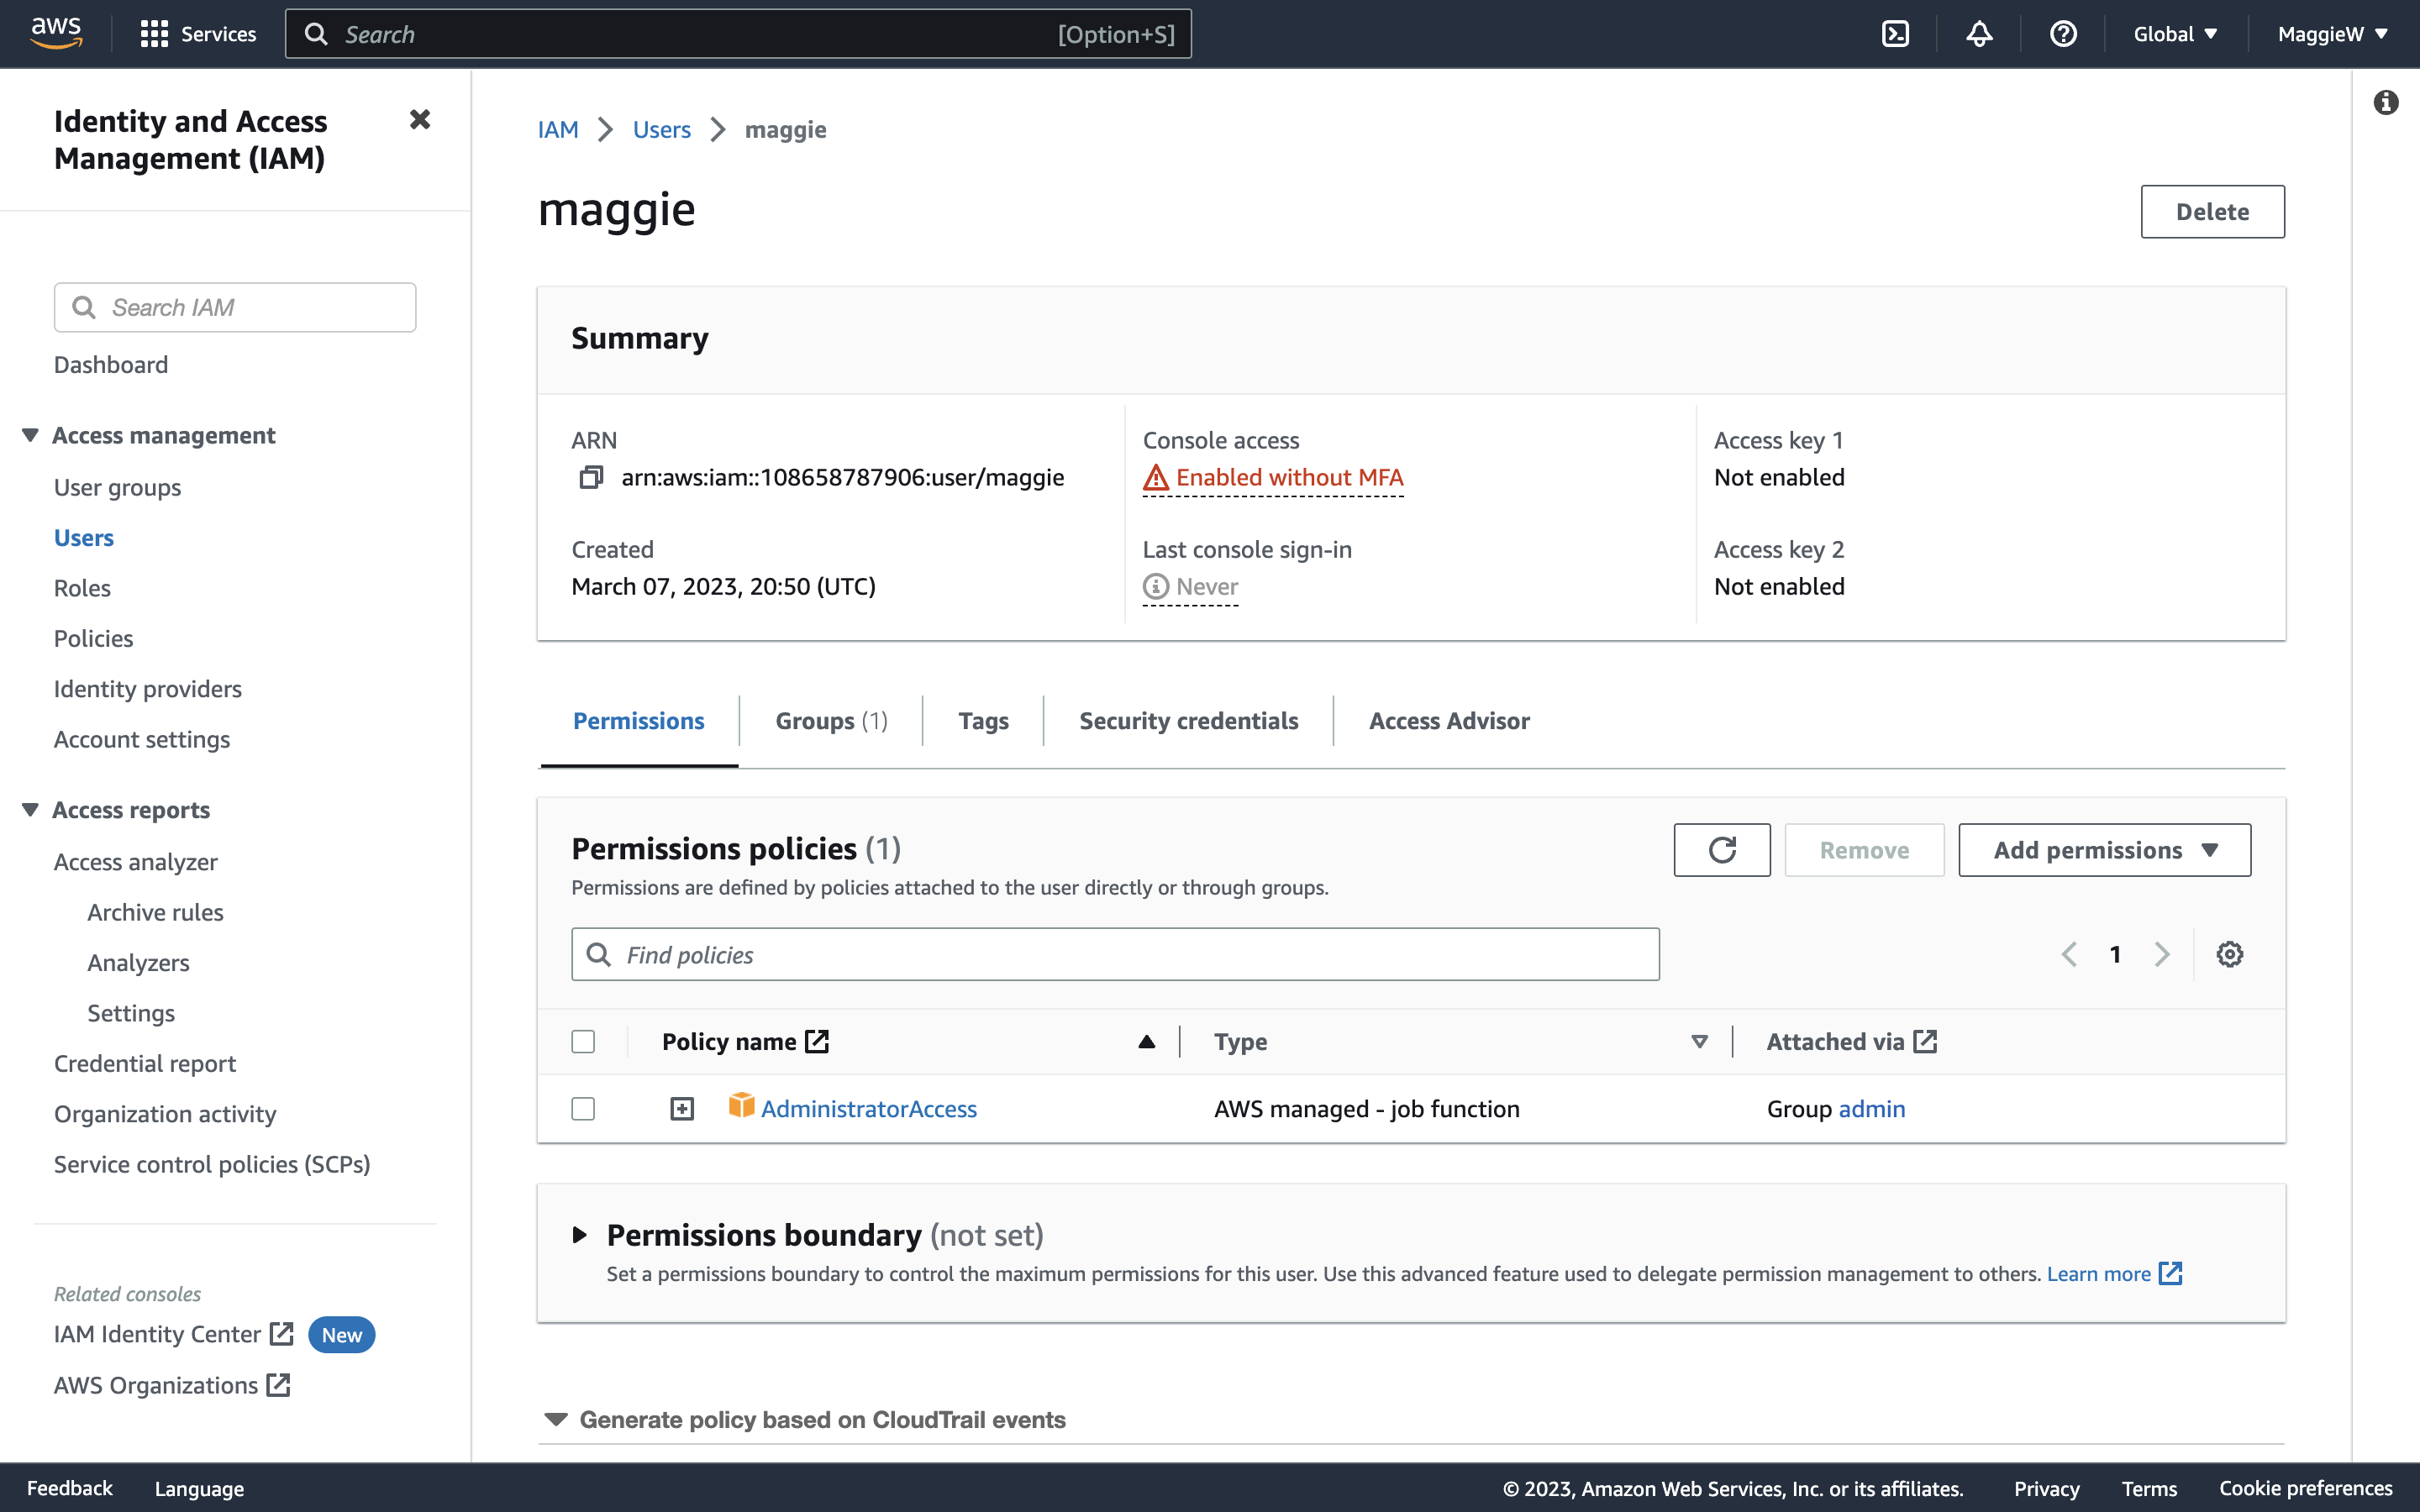 aws
Services
Search
[Option+S]
Global
MaggieW
Identity and Access
Management (IAM)
Search IAM
Dashboard
Access management
User groups
Users
Roles
Policies
Identity providers
Account settings
Access reports
Access analyzer
Archive rules
Analyzers
Settings
Credential report
Organization activity
Service control policies (SCPs)
Related consoles
IAM Identity Center
New
AWS Organizations
IAM
Users
maggie
maggie
Delete
Summary
ARN
arn:aws:iam::108658787906:user/maggie
Created
March 07, 2023, 20:50 (UTC)
Console access
Enabled without MFA
Last console sign-in
Never
Access key 1
Not enabled
Access key 2
Not enabled
Permissions
Groups (1)
Tags
Security credentials
Access Advisor
Permissions policies (1)
Permissions are defined by policies attached to the user directly or through groups.
Remove
Add permissions
Find policies
1
Policy name
Type
Attached via
AdministratorAccess
AWS managed - job function
Group admin
Permissions boundary (not set)
Set a permissions boundary to control the maximum permissions for this user. Use this advanced feature used to delegate permission management to others. Learn more
Generate policy based on CloudTrail events
Feedback
Language
© 2023, Amazon Web Services, Inc. or its affiliates.
Privacy
Terms
Cookie preferences